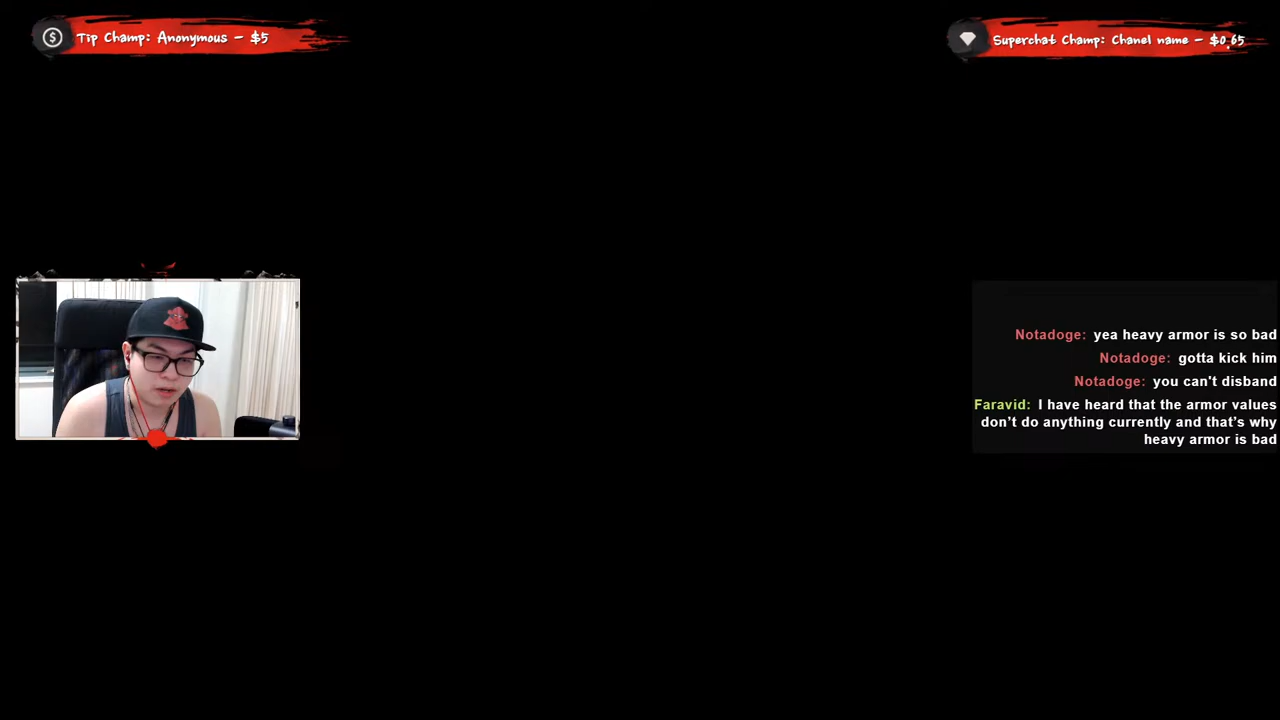 Tip Champ: Anonymous - $5
Superchat Champ: Chanel name - $0.65
Notadoge: yea heavy armor is so bad
Notadoge: gotta kick him
Notadoge: you can't disband
Faravid: I have heard that the armor values
don't do anything currently and that's why
heavy armor is bad